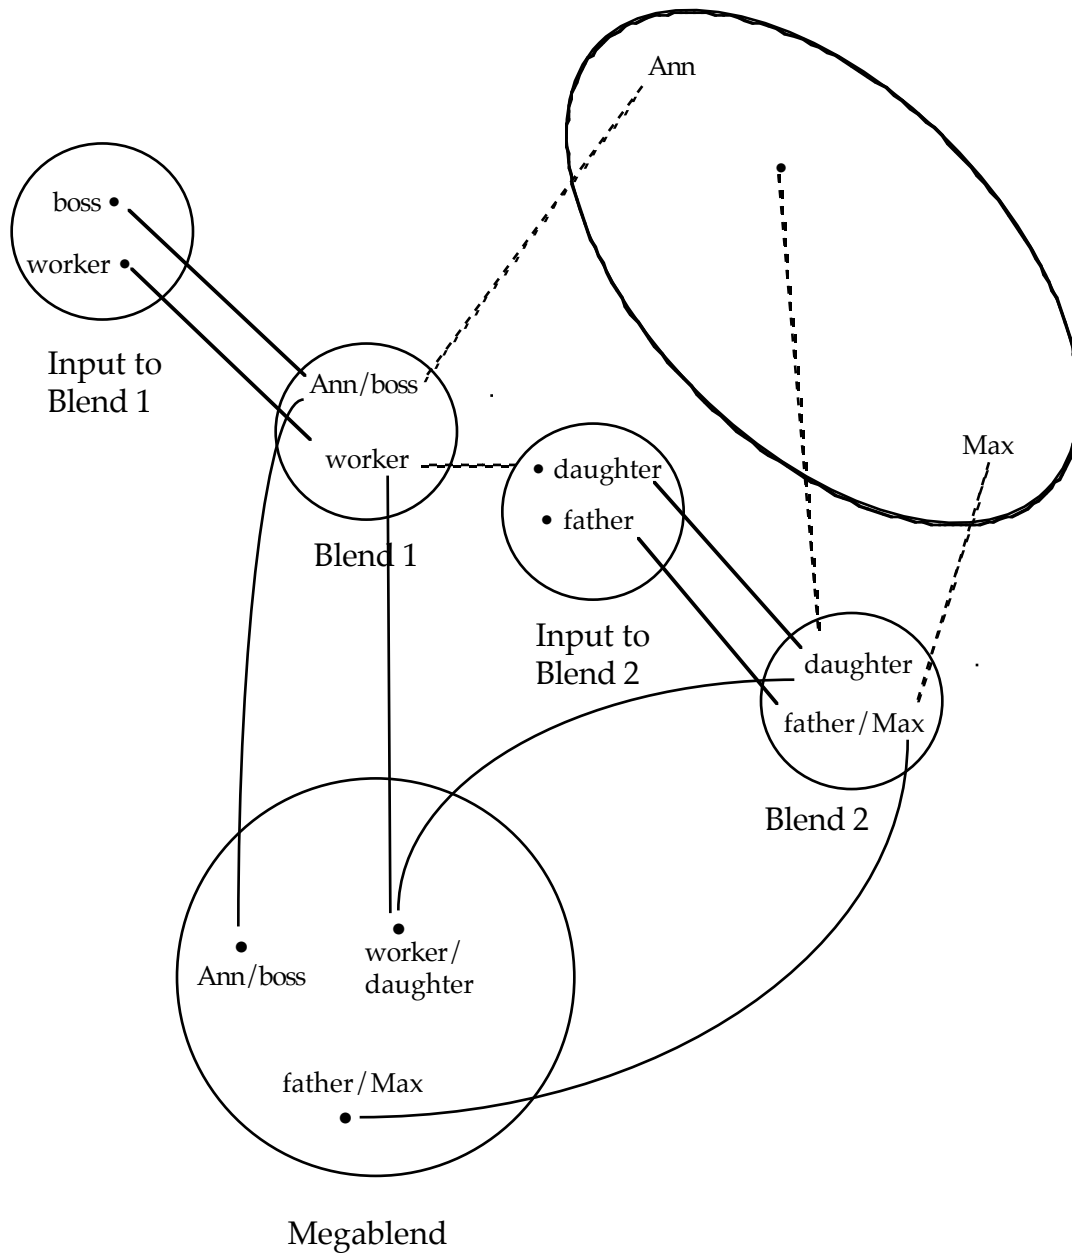 Ann
boss
worker
Input to
Blend 1
Ann/boss
worker
Blend 1
Max
daughter
father
Input to
Blend 2
daughter
father/Max
Blend 2
Ann/boss
worker/
daughter
father/Max
Megablend